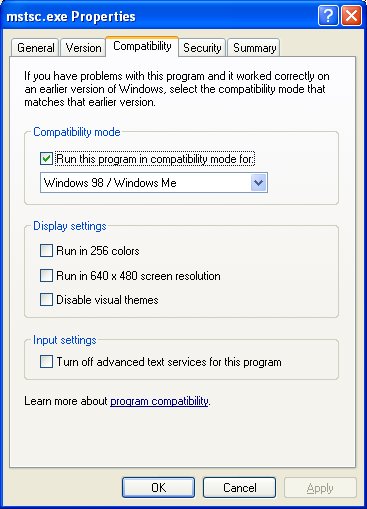 mstsc.exe Properties
General Version Compatibility Security Summary
If you have problems with this program and it worked correctly on
an earlier version of Windows, select the compatibility mode that
matches that earlier version.
Compatibility mode
Run this program in compatibility mode for:
Windows 98 / Windows Me
Display settings
Run in 256 colors
Run in 640 x 480 screen resolution
Disable visual themes
Input settings
Turn off advanced text services for this program
Learn more about program compatibility.
OK Cancel Apply